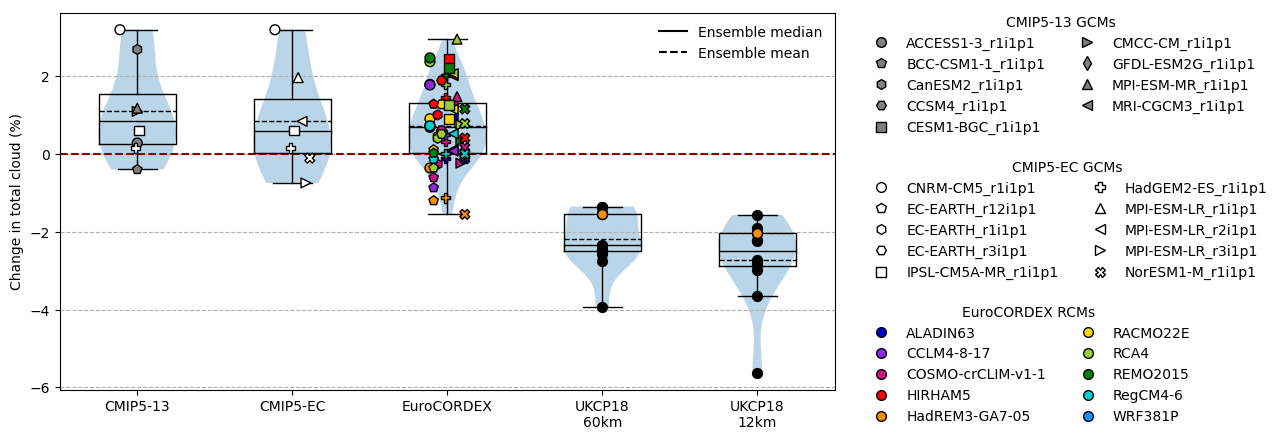 Change in total cloud (%)
2
0
−2
−4
−6
Ensemble median
Ensemble mean
CMIP5-13
CMIP5-EC
EuroCORDEX
UKCP18
60km
UKCP18
12km
CMIP5-13 GCMs
ACCESS1-3_r1i1p1
BCC-CSM1-1_r1i1p1
CanESM2_r1i1p1
CCSM4_r1i1p1
CESM1-BGC_r1i1p1
CMCC-CM_r1i1p1
GFDL-ESM2G_r1i1p1
MPI-ESM-MR_r1i1p1
MRI-CGCM3_r1i1p1
CMIP5-EC GCMs
CNRM-CM5_r1i1p1
EC-EARTH_r12i1p1
EC-EARTH_r1i1p1
EC-EARTH_r3i1p1
IPSL-CM5A-MR_r1i1p1
HadGEM2-ES_r1i1p1
MPI-ESM-LR_r1i1p1
MPI-ESM-LR_r2i1p1
MPI-ESM-LR_r3i1p1
NorESM1-M_r1i1p1
EuroCORDEX RCMs
ALADIN63
CCLM4-8-17
COSMO-crCLIM-v1-1
HIRHAM5
HadREM3-GA7-05
RACMO22E
RCA4
REMO2015
RegCM4-6
WRF381P